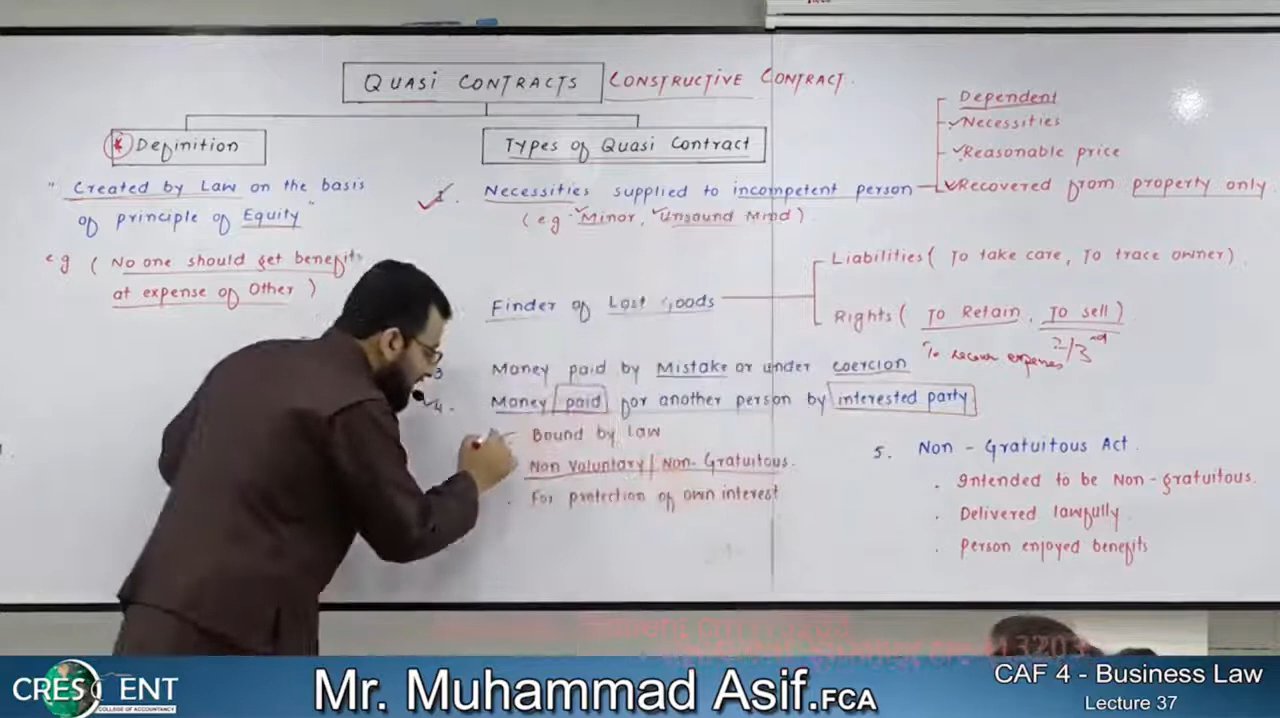 QUASI CONTRACTS CONSTRUCTIVE CONTRACT.
* Definition
"Created by Law on the basis
of principle of Equity"
eg ( No one should get benefits
at expense of Other )
Types of Quasi Contract
1. Necessities supplied to incompetent person
(eg. Minor, Unsound Mind)
Dependent
Necessities
Reasonable price
Recovered from property only.
Finder of Lost Goods
Liabilities ( To take care, To trace owner)
Rights ( To Retain, To sell )
To recover expenses
2/3rd
3 Money paid by Mistake or under coercion
4. Money paid for another person by interested party
Bound by Law
Non Voluntary / Non-Gratuitous.
. For protection of own interest
5. Non - Gratuitous Act.
. Intended to be Non-gratuitous.
. Delivered lawfully.
. Person enjoyed benefits
CRESCENT
COLLEGE OF ACCOUNTANCY
Mr. Muhammad Asif.FCA
CAF 4 - Business Law
Lecture 37